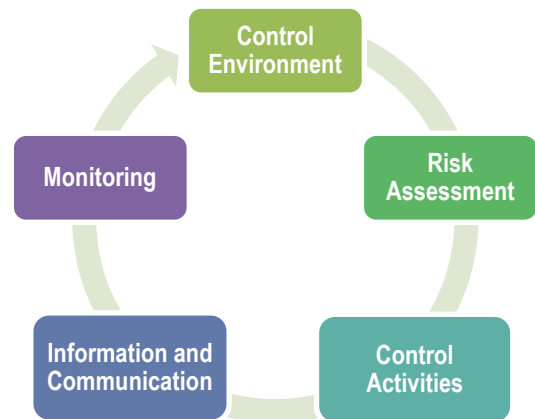 Control
Environment
Risk
Assessment
Control
Activities
Information and
Communication
Monitoring